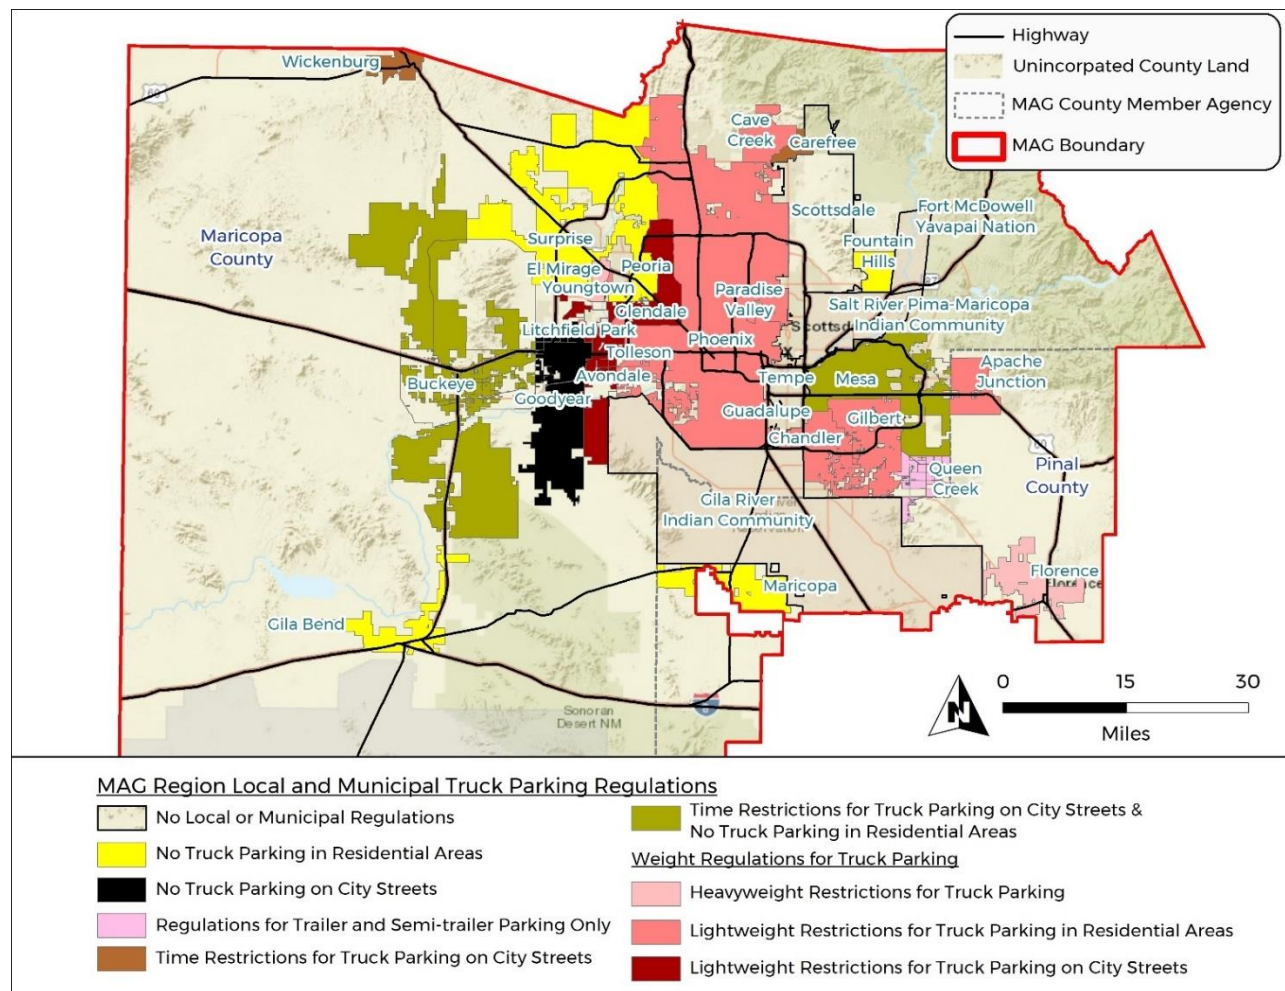 Highway
Unincorpated County Land
MAG County Member Agency
MAG Boundary
Wickenburg
60
Cave
Creek
Carefree
Scottsdale
Fort McDowell
Yavapai Nation
Maricopa
County
Surprise
Fountain
Hills
El Mirage
Peoria
Youngtown
87
Paradise
Valley
Salt River Pima-Maricopa
Indian Community
Glendale
Litchfield Park
Phoenix
Tolleson
Apache
Junction
Buckeye
Avondale
Tempe
Mesa
Goodyear
Guadalupe
Gilbert
Chandler
Queen
Creek
Pinal
County
Gila River
Indian Community
Florence
Maricopa
Gila Bend
Sonoran
Desert NM
8
N
0 15 30
Miles
MAG Region Local and Municipal Truck Parking Regulations
No Local or Municipal Regulations
No Truck Parking in Residential Areas
No Truck Parking on City Streets
Regulations for Trailer and Semi-trailer Parking Only
Time Restrictions for Truck Parking on City Streets
Time Restrictions for Truck Parking on City Streets &
No Truck Parking in Residential Areas
Weight Regulations for Truck Parking
Heavyweight Restrictions for Truck Parking
Lightweight Restrictions for Truck Parking in Residential Areas
Lightweight Restrictions for Truck Parking on City Streets